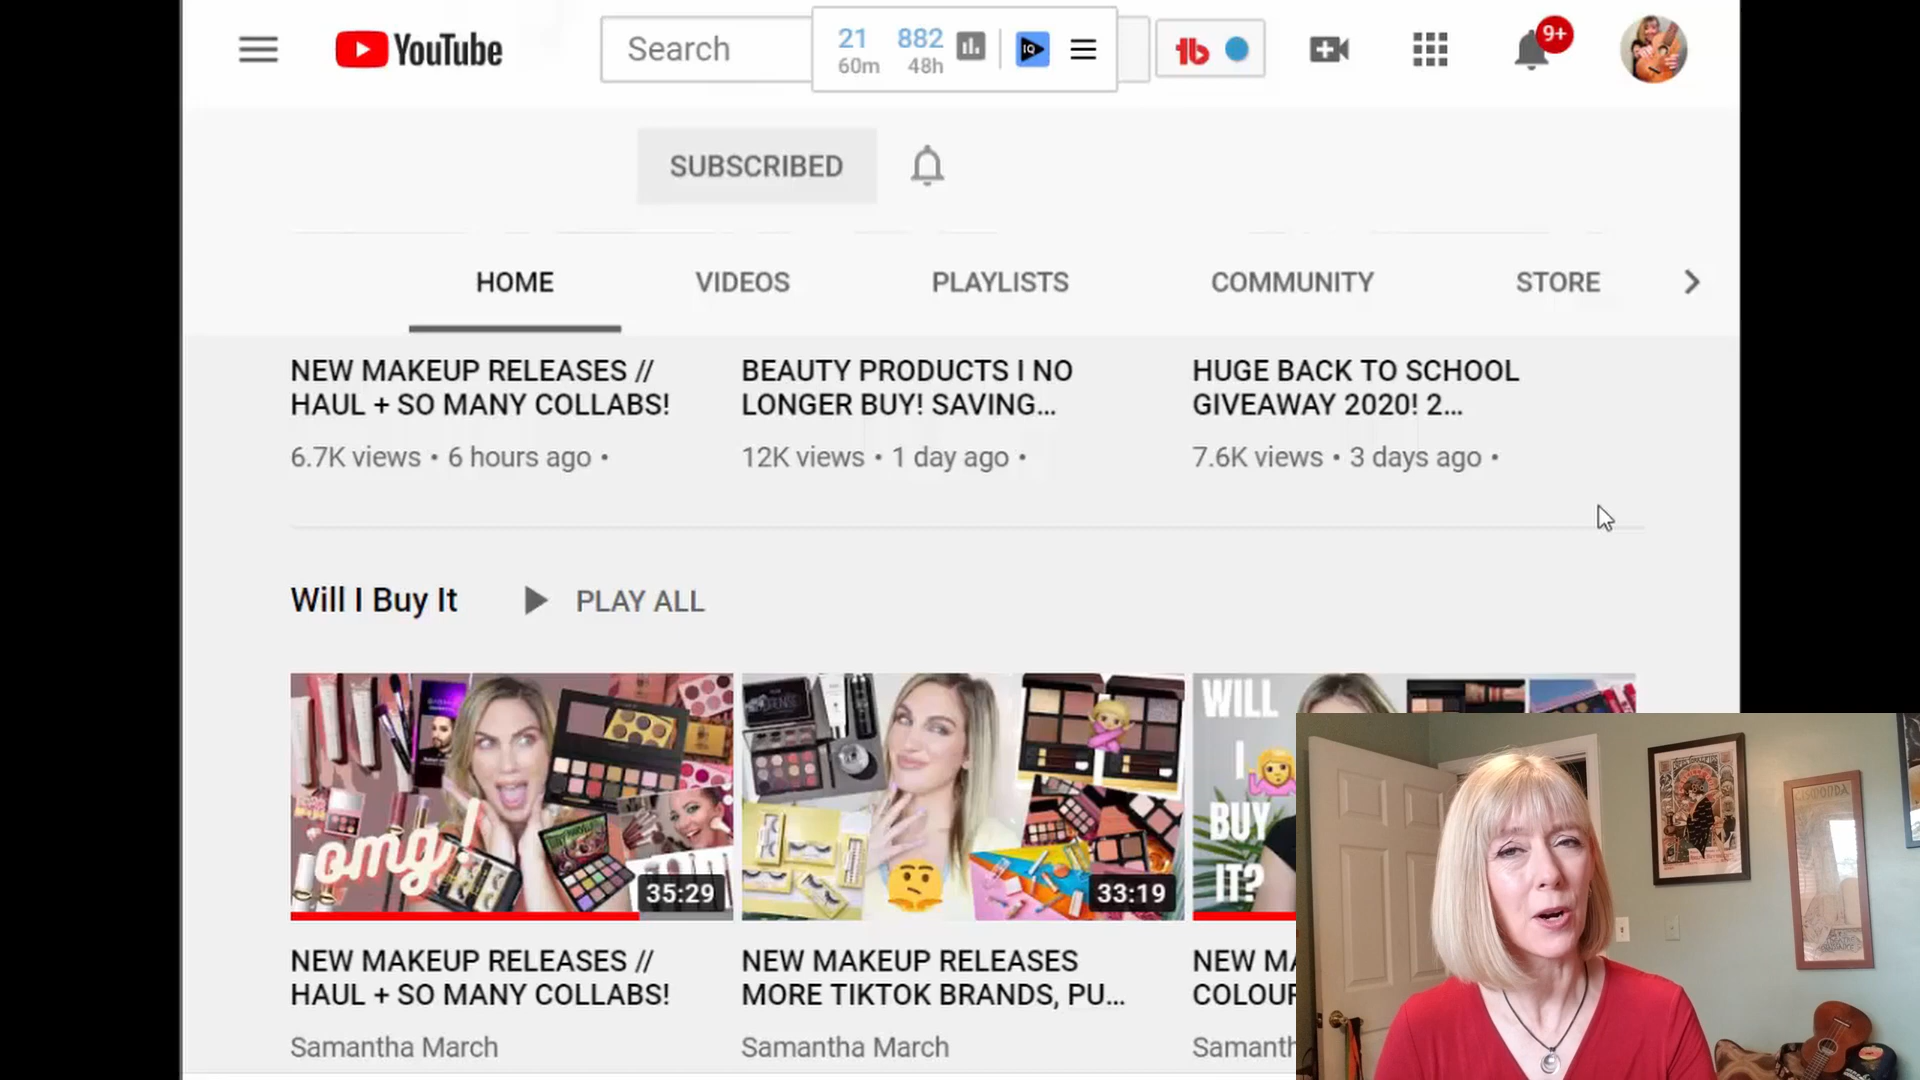 YouTube
Search
21 882
60m 48h
IQ
tb
9+
SUBSCRIBED
HOME VIDEOS PLAYLISTS COMMUNITY STORE
NEW MAKEUP RELEASES //
HAUL + SO MANY COLLABS!
6.7K views • 6 hours ago •
BEAUTY PRODUCTS I NO
LONGER BUY! SAVING...
12K views • 1 day ago •
HUGE BACK TO SCHOOL
GIVEAWAY 2020! 2...
7.6K views • 3 days ago •
Will I Buy It PLAY ALL
omg!
35:29
33:19
WILL
I
BUY
IT?
NEW MAKEUP RELEASES //
HAUL + SO MANY COLLABS!
Samantha March
NEW MAKEUP RELEASES
MORE TIKTOK BRANDS, PU...
Samantha March
NEW MA
COLOUR
Samanth
GISMONDA